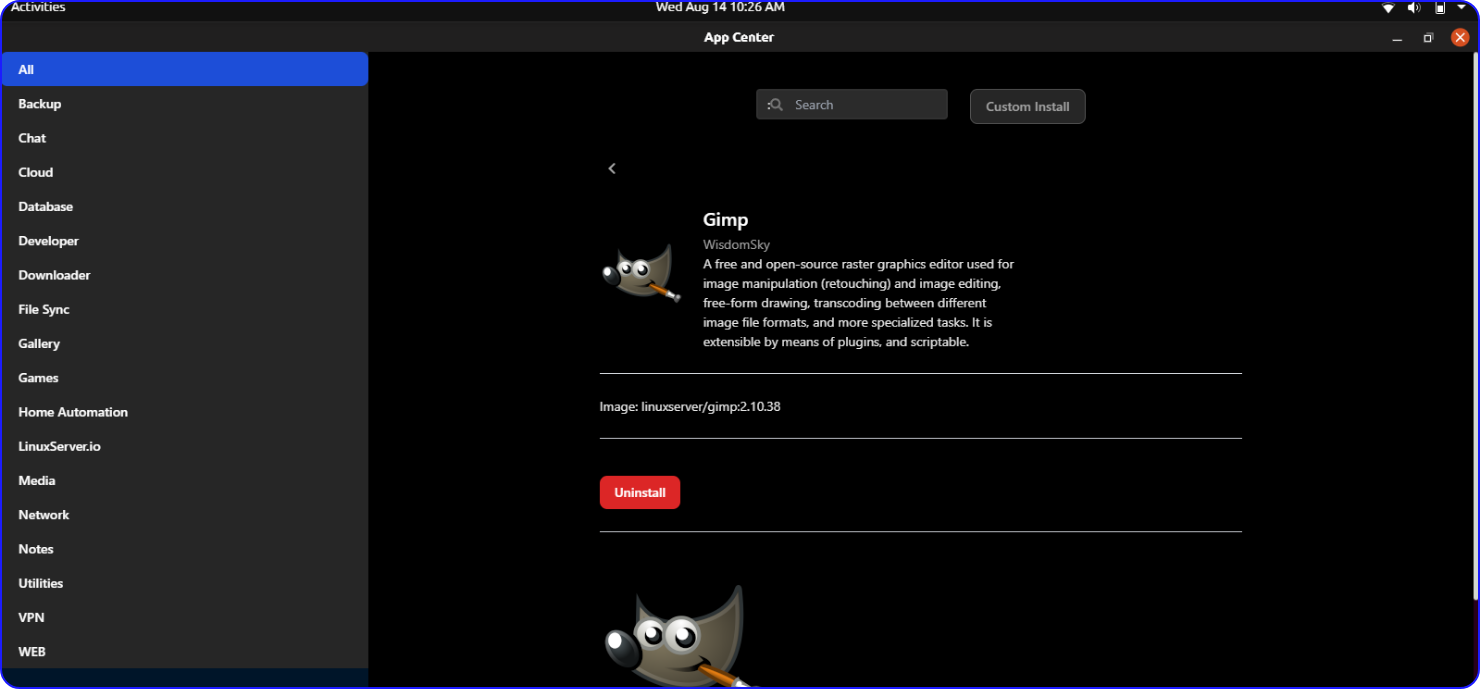 Activities
Wed Aug 14 10:26 AM
App Center
All
Backup
Chat
Cloud
Database
Developer
Downloader
File Sync
Gallery
Games
Home Automation
LinuxServer.io
Media
Network
Notes
Utilities
VPN
WEB
Search
Custom Install
Gimp
WisdomSky
A free and open-source raster graphics editor used for
image manipulation (retouching) and image editing,
free-form drawing, transcoding between different
image file formats, and more specialized tasks. It is
extensible by means of plugins, and scriptable.
Image: linuxserver/gimp:2.10.38
Uninstall